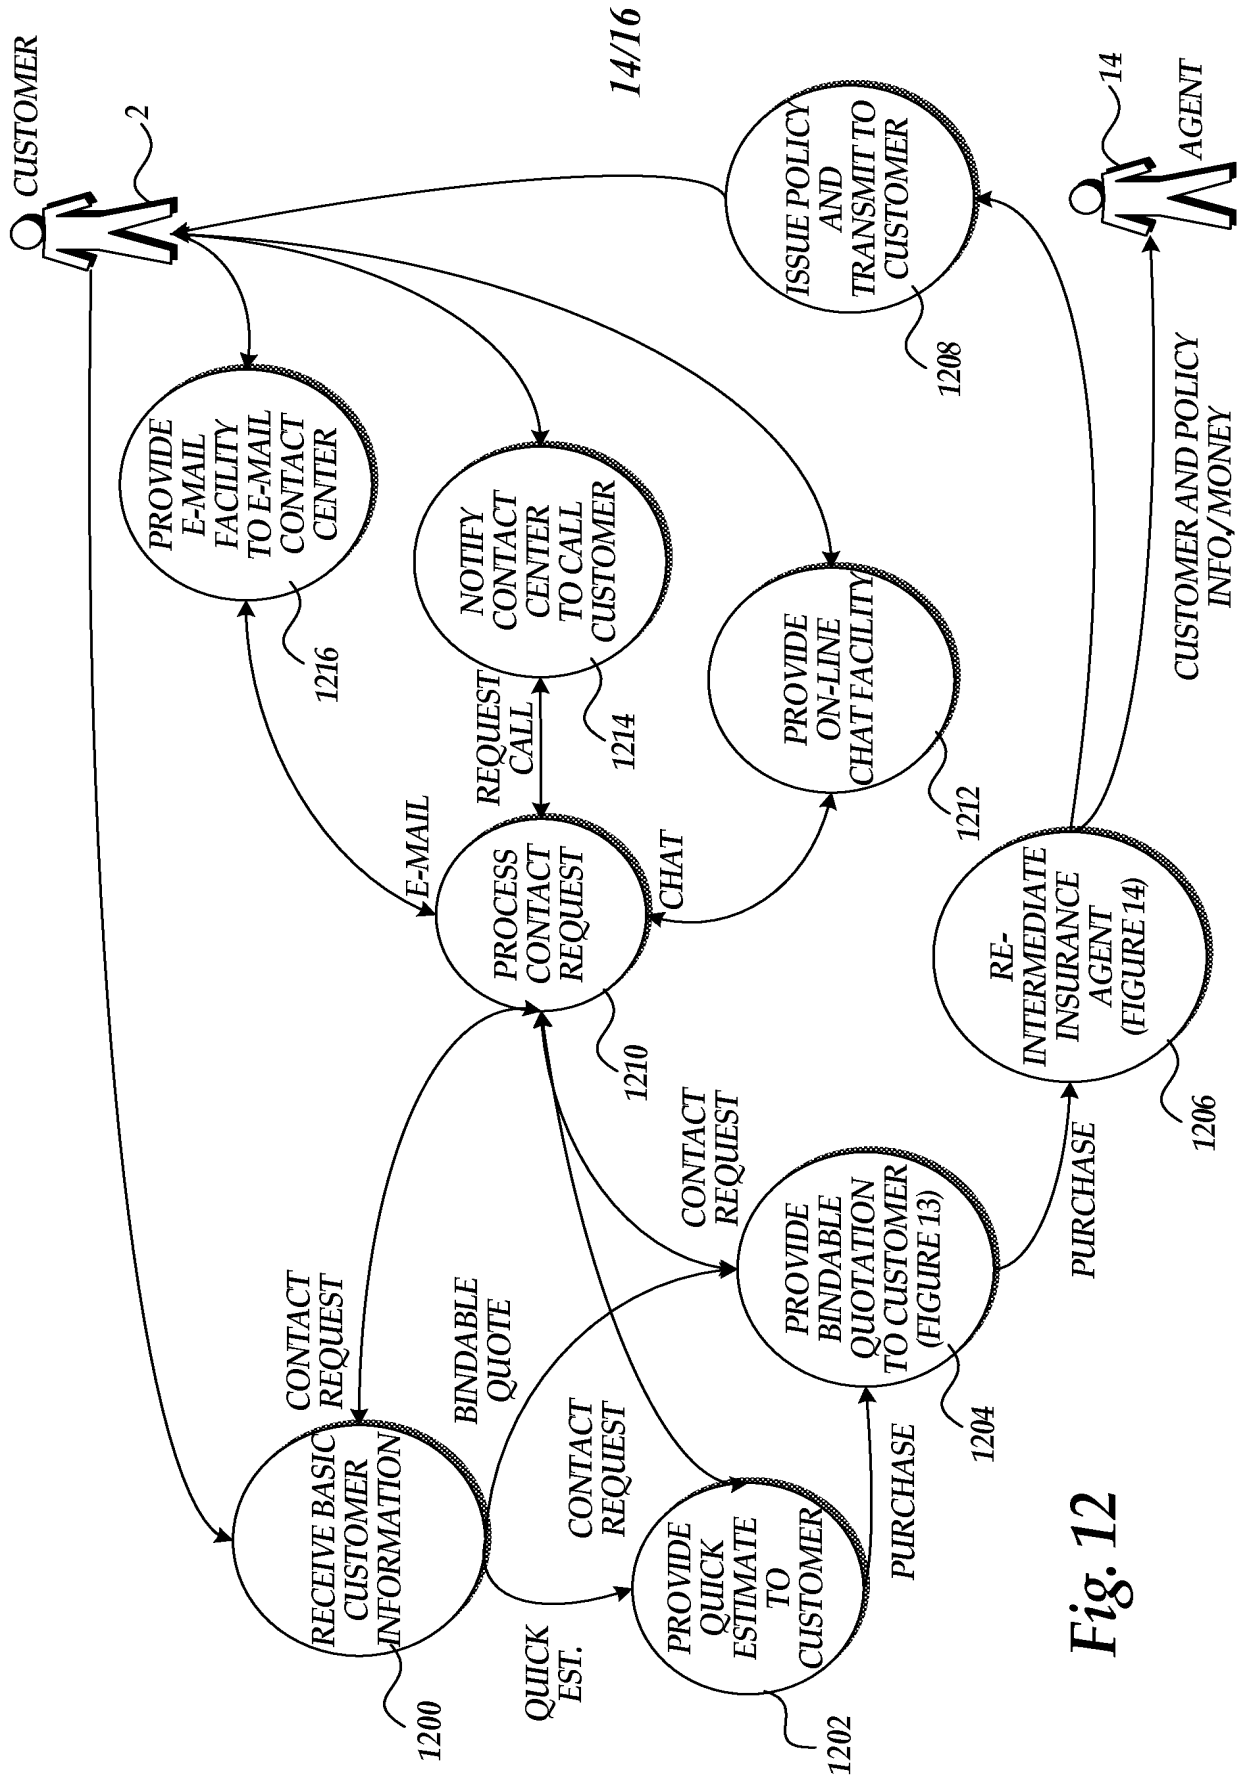 14/16
CUSTOMER
2
PROVIDE
E-MAIL
FACILITY
TO E-MAIL
CONTACT
CENTER
1216
NOTIFY
CONTACT
CENTER
TO CALL
CUSTOMER
1214
PROVIDE
ON-LINE
CHAT FACILITY
1212
ISSUE POLICY
AND
TRANSMIT TO
CUSTOMER
1208
14
AGENT
CUSTOMER AND POLICY
INFO./MONEY
E-MAIL
REQUEST
CALL
CHAT
PROCESS
CONTACT
REQUEST
1210
RE-
INTERMEDIATE
INSURANCE
AGENT
(FIGURE 14)
1206
CONTACT
REQUEST
BINDABLE
QUOTE
CONTACT
REQUEST
CONTACT
REQUEST
RECEIVE BASIC
CUSTOMER
INFORMATION
1200
QUICK
EST.
PROVIDE
QUICK
ESTIMATE
TO
CUSTOMER
1202
PURCHASE
PROVIDE
BINDABLE
QUOTATION
TO CUSTOMER
(FIGURE 13)
1204
PURCHASE
Fig. 12